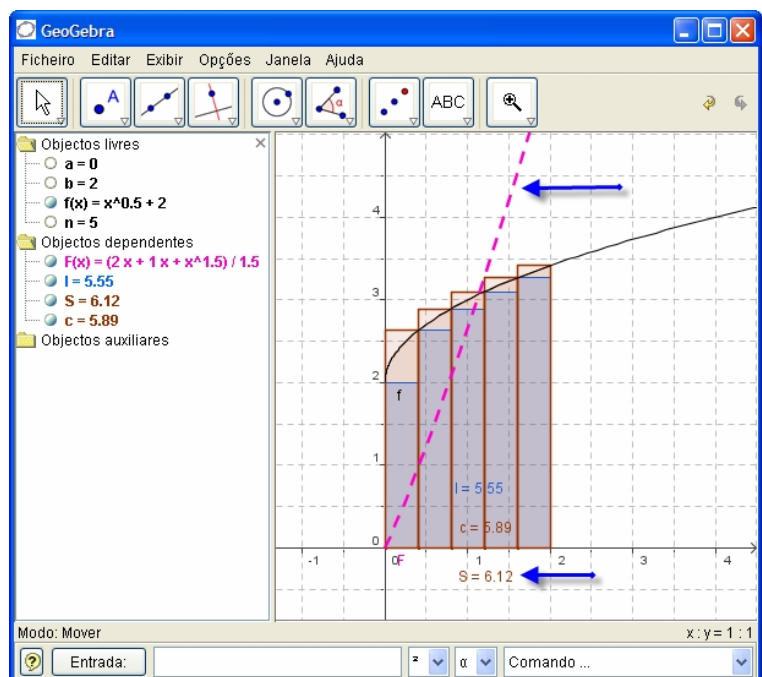 GeoGebra
Ficheiro Editar Exibir Opções Janela Ajuda
A
α
ABC
Objectos livres
a = 0
b = 2
f(x) = x^0.5 + 2
n = 5
Objectos dependentes
F(x) = (2 x + 1 x + x^1.5) / 1.5
I = 5.55
S = 6.12
c = 5.89
Objectos auxiliares
4
3
2
f
1
I = 5.55
c = 5.89
0
-1 0 1 2 3 4
F
S = 6.12
Modo: Mover
x : y = 1 : 1
Entrada: ² α Comando ...